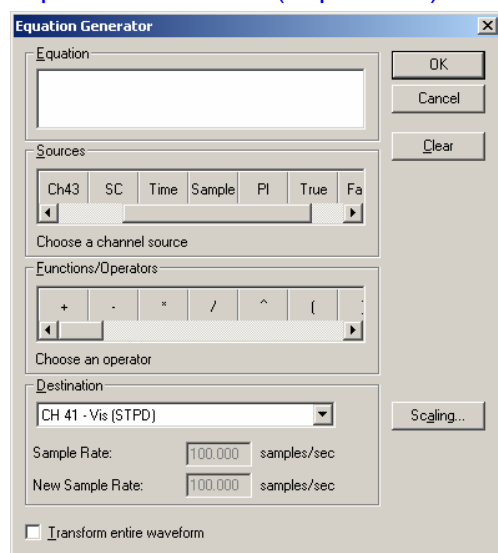 Equation Generator
Equation
OK
Cancel
Clear
Sources
Ch43 SC Time Sample PI True Fa
Choose a channel source
Functions/Operators
+ - * / ^ (
Choose an operator
Destination
CH 41 - Vis (STPD)
Scaling...
Sample Rate: 100.000 samples/sec
New Sample Rate: 100.000 samples/sec
Transform entire waveform